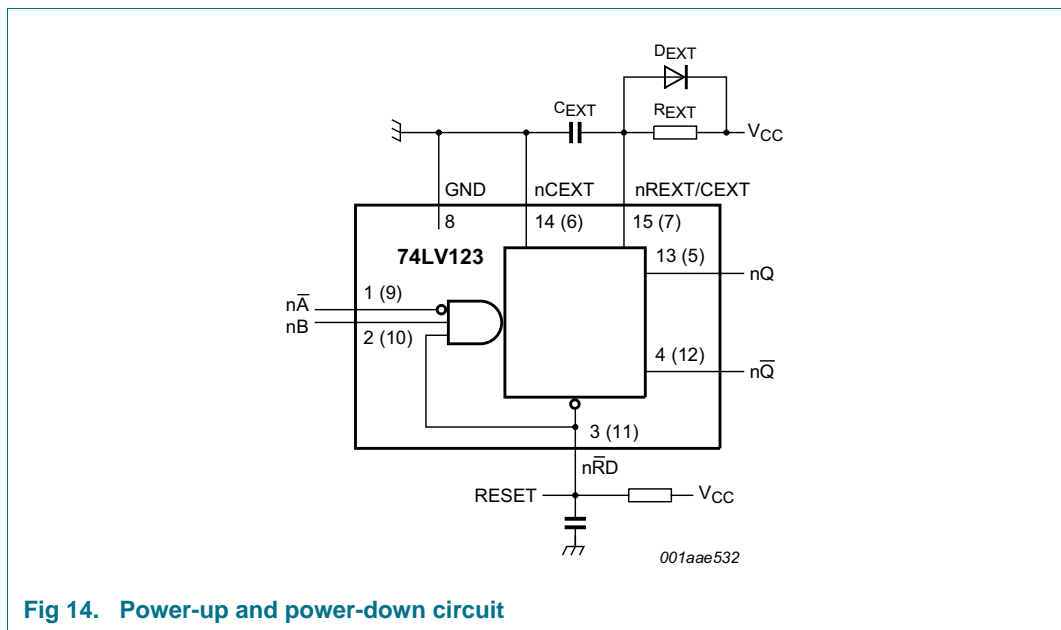 DEXT
CEXT
REXT
VCC
GND
nCEXT
nREXT/CEXT
8
14 (6)
15 (7)
74LV123
13 (5)
nQ
1 (9)
nA̅
nB
2 (10)
4 (12)
nQ̅
3 (11)
nR̅D
RESET
VCC
001aae532
Fig 14. Power-up and power-down circuit